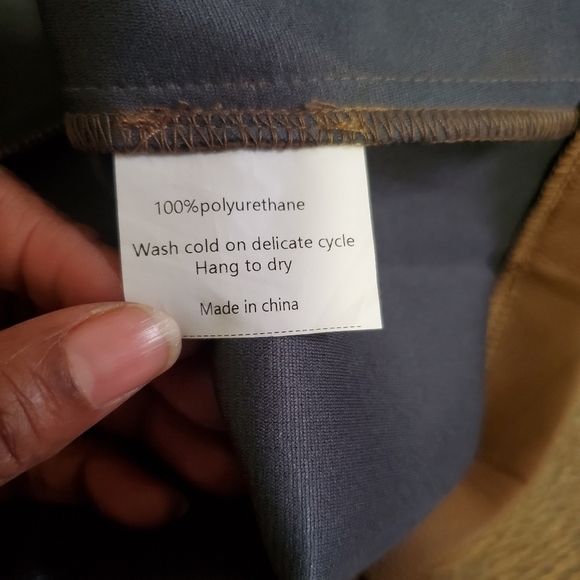 100%polyurethane
Wash cold on delicate cycle
Hang to dry
Made in china